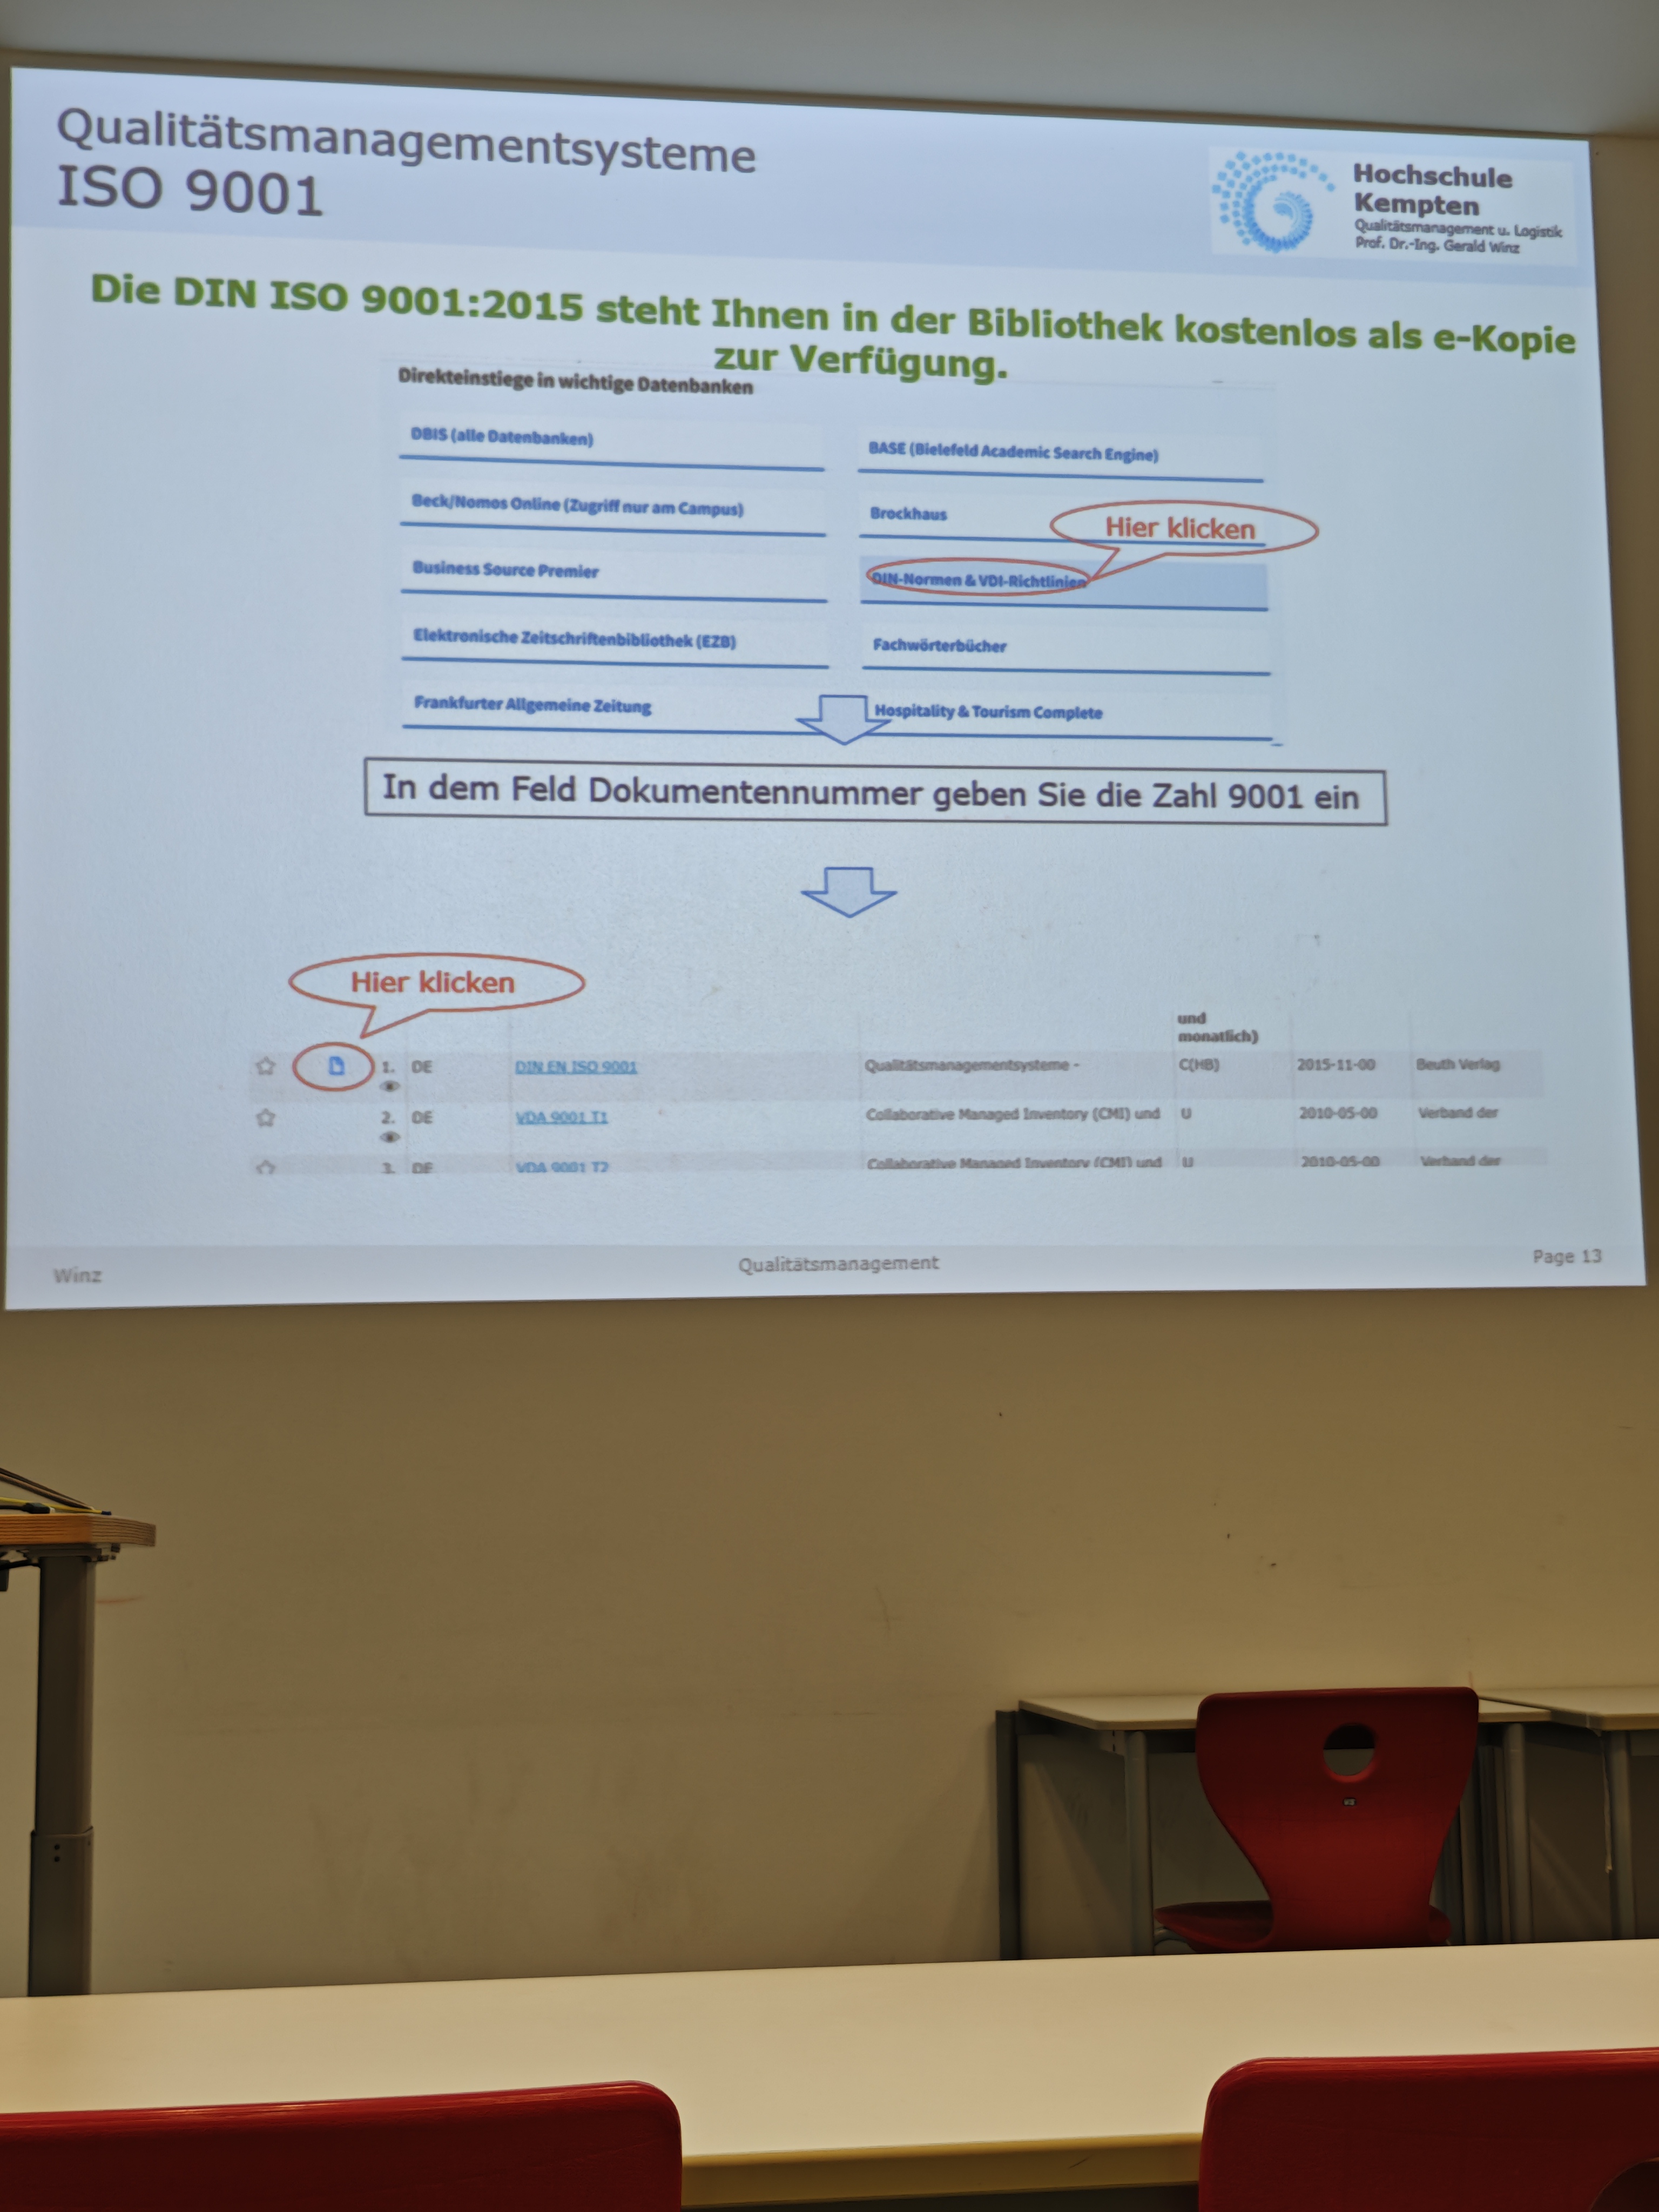 Qualitätsmanagementsysteme
ISO 9001
Hochschule
Kempten
Qualitätsmanagement u. Logistik
Prof. Dr.-Ing. Gerald Winz
Die DIN ISO 9001:2015 steht Ihnen in der Bibliothek kostenlos als e-Kopie
zur Verfügung.
Direkteinstiege in wichtige Datenbanken
DBIS (alle Datenbanken)
BASE (Bielefeld Academic Search Engine)
Beck/Nomos Online (Zugriff nur am Campus)
Brockhaus
Hier klicken
Business Source Premier
DIN-Normen & VDI-Richtlinien
Elektronische Zeitschriftenbibliothek (EZB)
Fachwörterbücher
Frankfurter Allgemeine Zeitung
Hospitality & Tourism Complete
In dem Feld Dokumentennummer geben Sie die Zahl 9001 ein
Hier klicken
und
monatlich)
1. DE DIN EN ISO 9001 Qualitätsmanagementsysteme - C(HB) 2015-11-00 Beuth Verlag
2. DE VDA 9001 T1 Collaborative Managed Inventory (CMI) und U 2010-05-00 Verband der
3. DE VDA 9001 T2 Collaborative Managed Inventory (CMI) und U 2010-05-00 Verband der
Winz
Qualitätsmanagement
Page 13